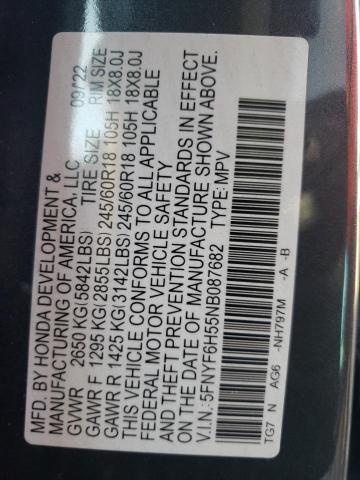 MFD. BY HONDA DEVELOPMENT &
MANUFACTURING OF AMERICA, LLC 09/22
GVWR 2650 KG(5842LBS) TIRE SIZE RIM SIZE
GAWR F 1295 KG(2855LBS) 245/60R18 105H 18X8.0J
GAWR R 1425 KG(3142LBS) 245/60R18 105H 18X8.0J
THIS VEHICLE CONFORMS TO ALL APPLICABLE
FEDERAL MOTOR VEHICLE SAFETY
AND THEFT PREVENTION STANDARDS IN EFFECT
ON THE DATE OF MANUFACTURE SHOWN ABOVE.
V.I.N.: 5FNYF6H55NB087682 TYPE: MPV
TG7 N AG6 -NH797M -A -B